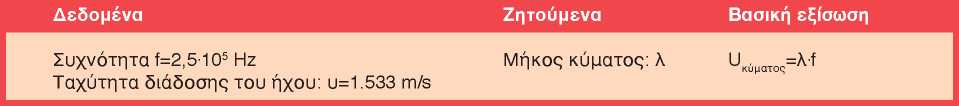 Δεδομένα Ζητούμενα Βασική εξίσωση
Συχνότητα f=2,5·10⁵ Hz Μήκος κύματος: λ Uκύματος=λ·f
Ταχύτητα διάδοσης του ήχου: υ=1.533 m/s